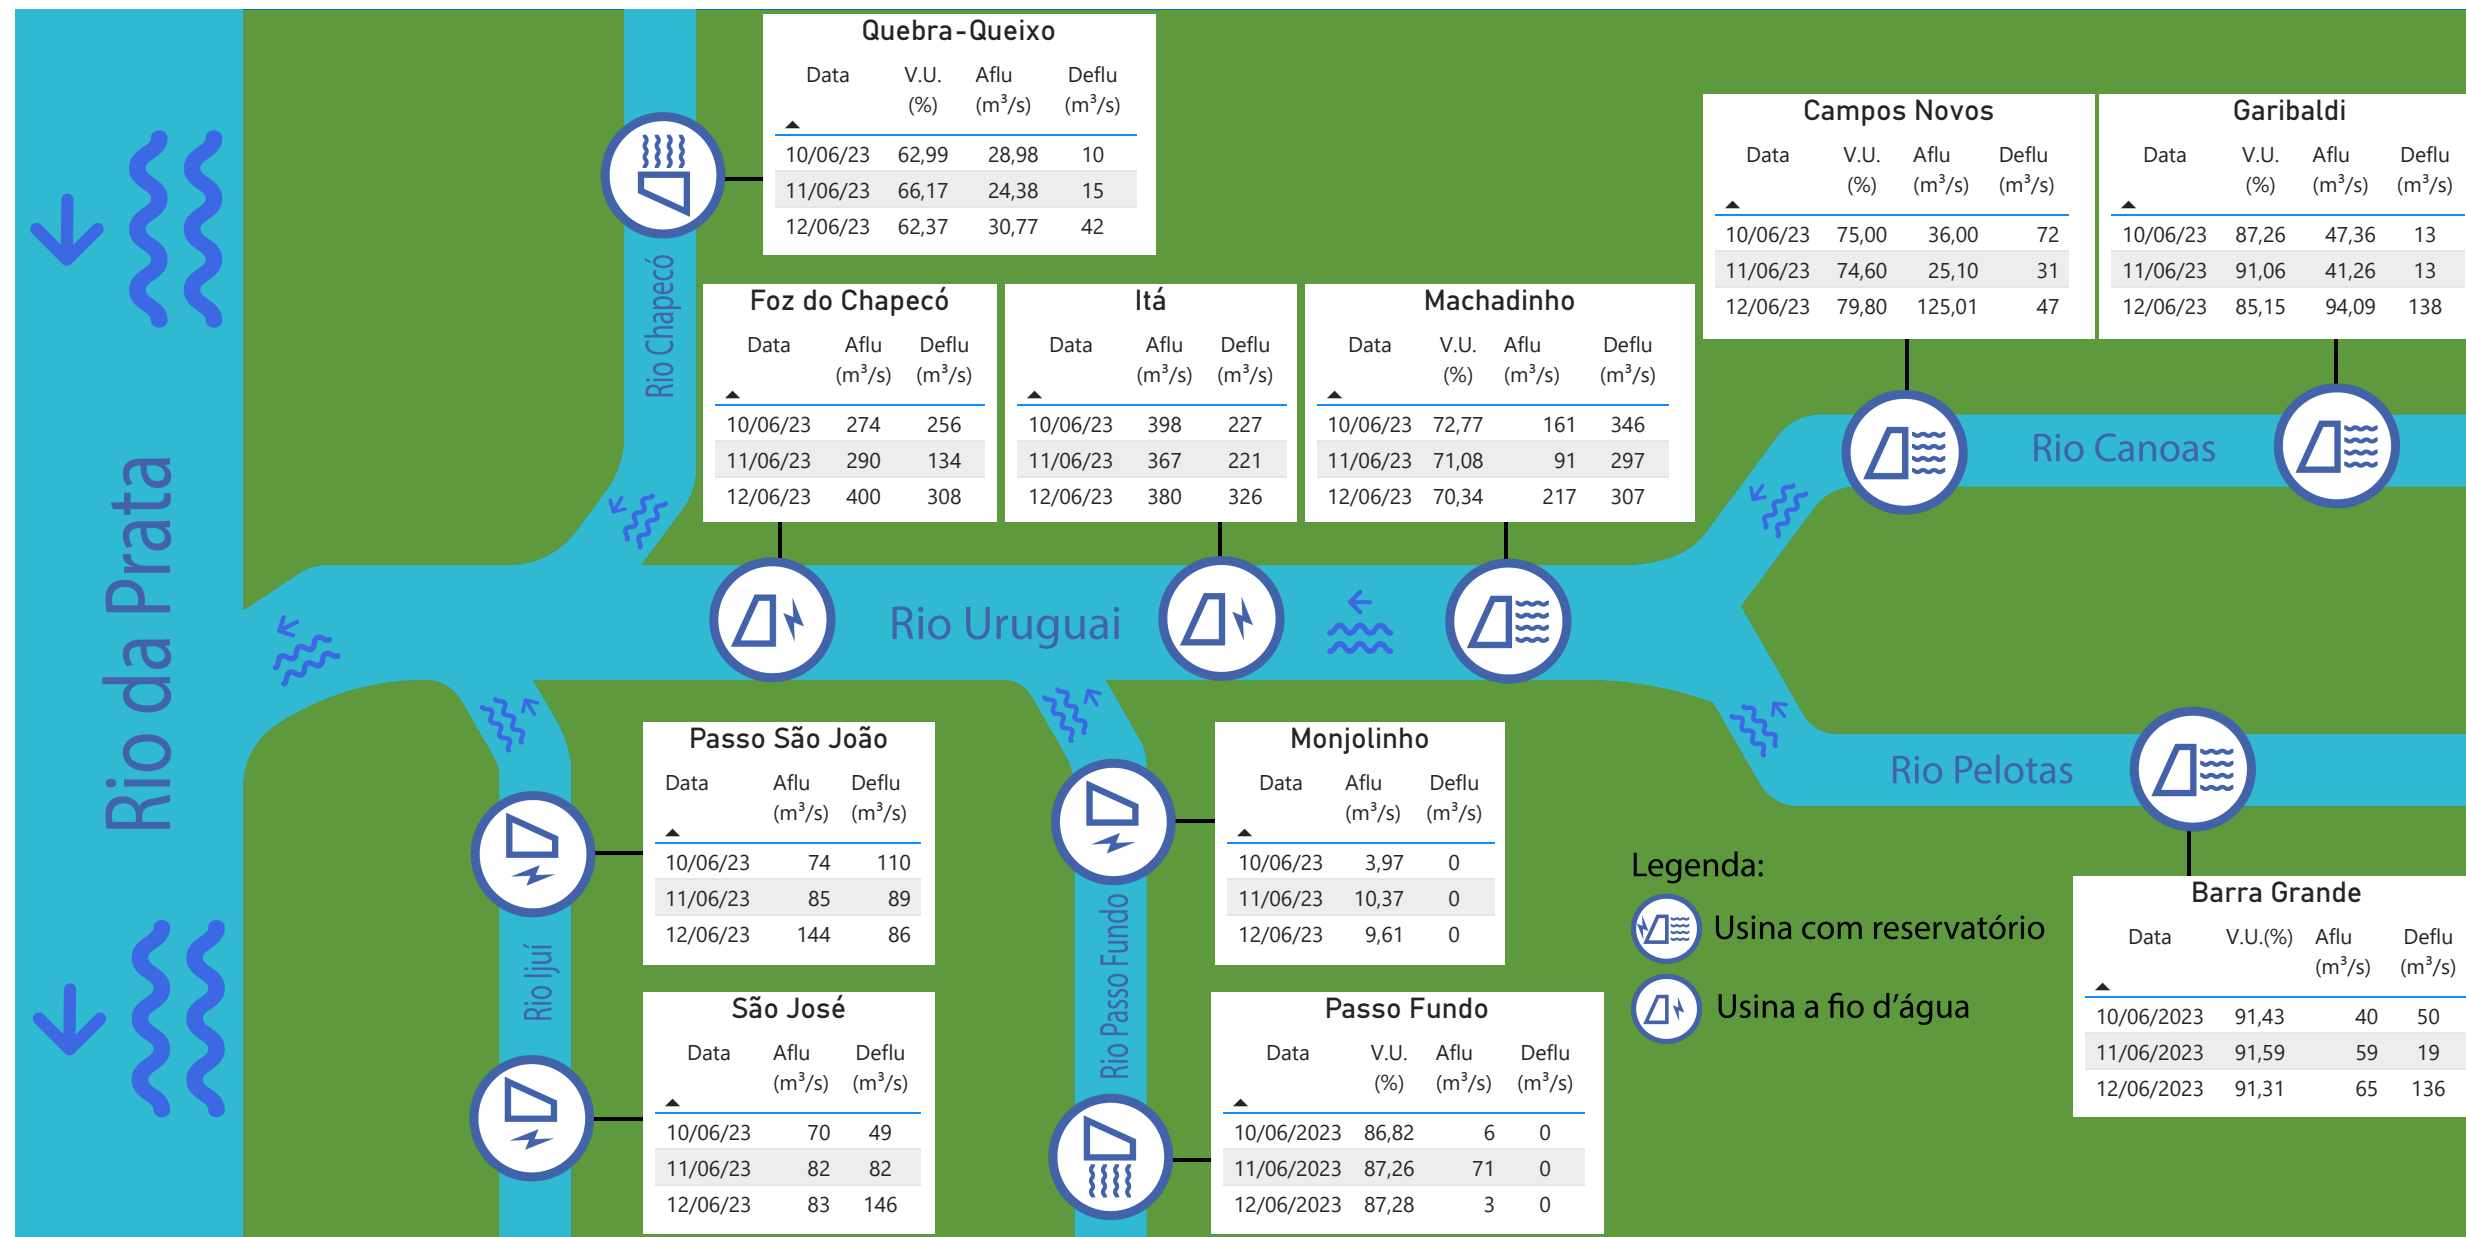 Quebra-Queixo
Data V.U. (%) Aflu (m³/s) Deflu (m³/s)
10/06/23 62,99 28,98 10
11/06/23 66,17 24,38 15
12/06/23 62,37 30,77 42
Campos Novos
Data V.U. (%) Aflu (m³/s) Deflu (m³/s)
10/06/23 75,00 36,00 72
11/06/23 74,60 25,10 31
12/06/23 79,80 125,01 47
Garibaldi
Data V.U. (%) Aflu (m³/s) Deflu (m³/s)
10/06/23 87,26 47,36 13
11/06/23 91,06 41,26 13
12/06/23 85,15 94,09 138
Rio Chapecó
Foz do Chapecó
Data Aflu (m³/s) Deflu (m³/s)
10/06/23 274 256
11/06/23 290 134
12/06/23 400 308
Itá
Data Aflu (m³/s) Deflu (m³/s)
10/06/23 398 227
11/06/23 367 221
12/06/23 380 326
Machadinho
Data V.U. (%) Aflu (m³/s) Deflu (m³/s)
10/06/23 72,77 161 346
11/06/23 71,08 91 297
12/06/23 70,34 217 307
Rio Canoas
Rio da Prata
Rio Uruguai
Rio Pelotas
Passo São João
Data Aflu (m³/s) Deflu (m³/s)
10/06/23 74 110
11/06/23 85 89
12/06/23 144 86
Monjolinho
Data Aflu (m³/s) Deflu (m³/s)
10/06/23 3,97 0
11/06/23 10,37 0
12/06/23 9,61 0
Legenda:
Usina com reservatório
Usina a fio d’água
Barra Grande
Data V.U.(%) Aflu (m³/s) Deflu (m³/s)
10/06/2023 91,43 40 50
11/06/2023 91,59 59 19
12/06/2023 91,31 65 136
Rio Ijuí
Rio Passo Fundo
São José
Data Aflu (m³/s) Deflu (m³/s)
10/06/23 70 49
11/06/23 82 82
12/06/23 83 146
Passo Fundo
Data V.U. (%) Aflu (m³/s) Deflu (m³/s)
10/06/2023 86,82 6 0
11/06/2023 87,26 71 0
12/06/2023 87,28 3 0